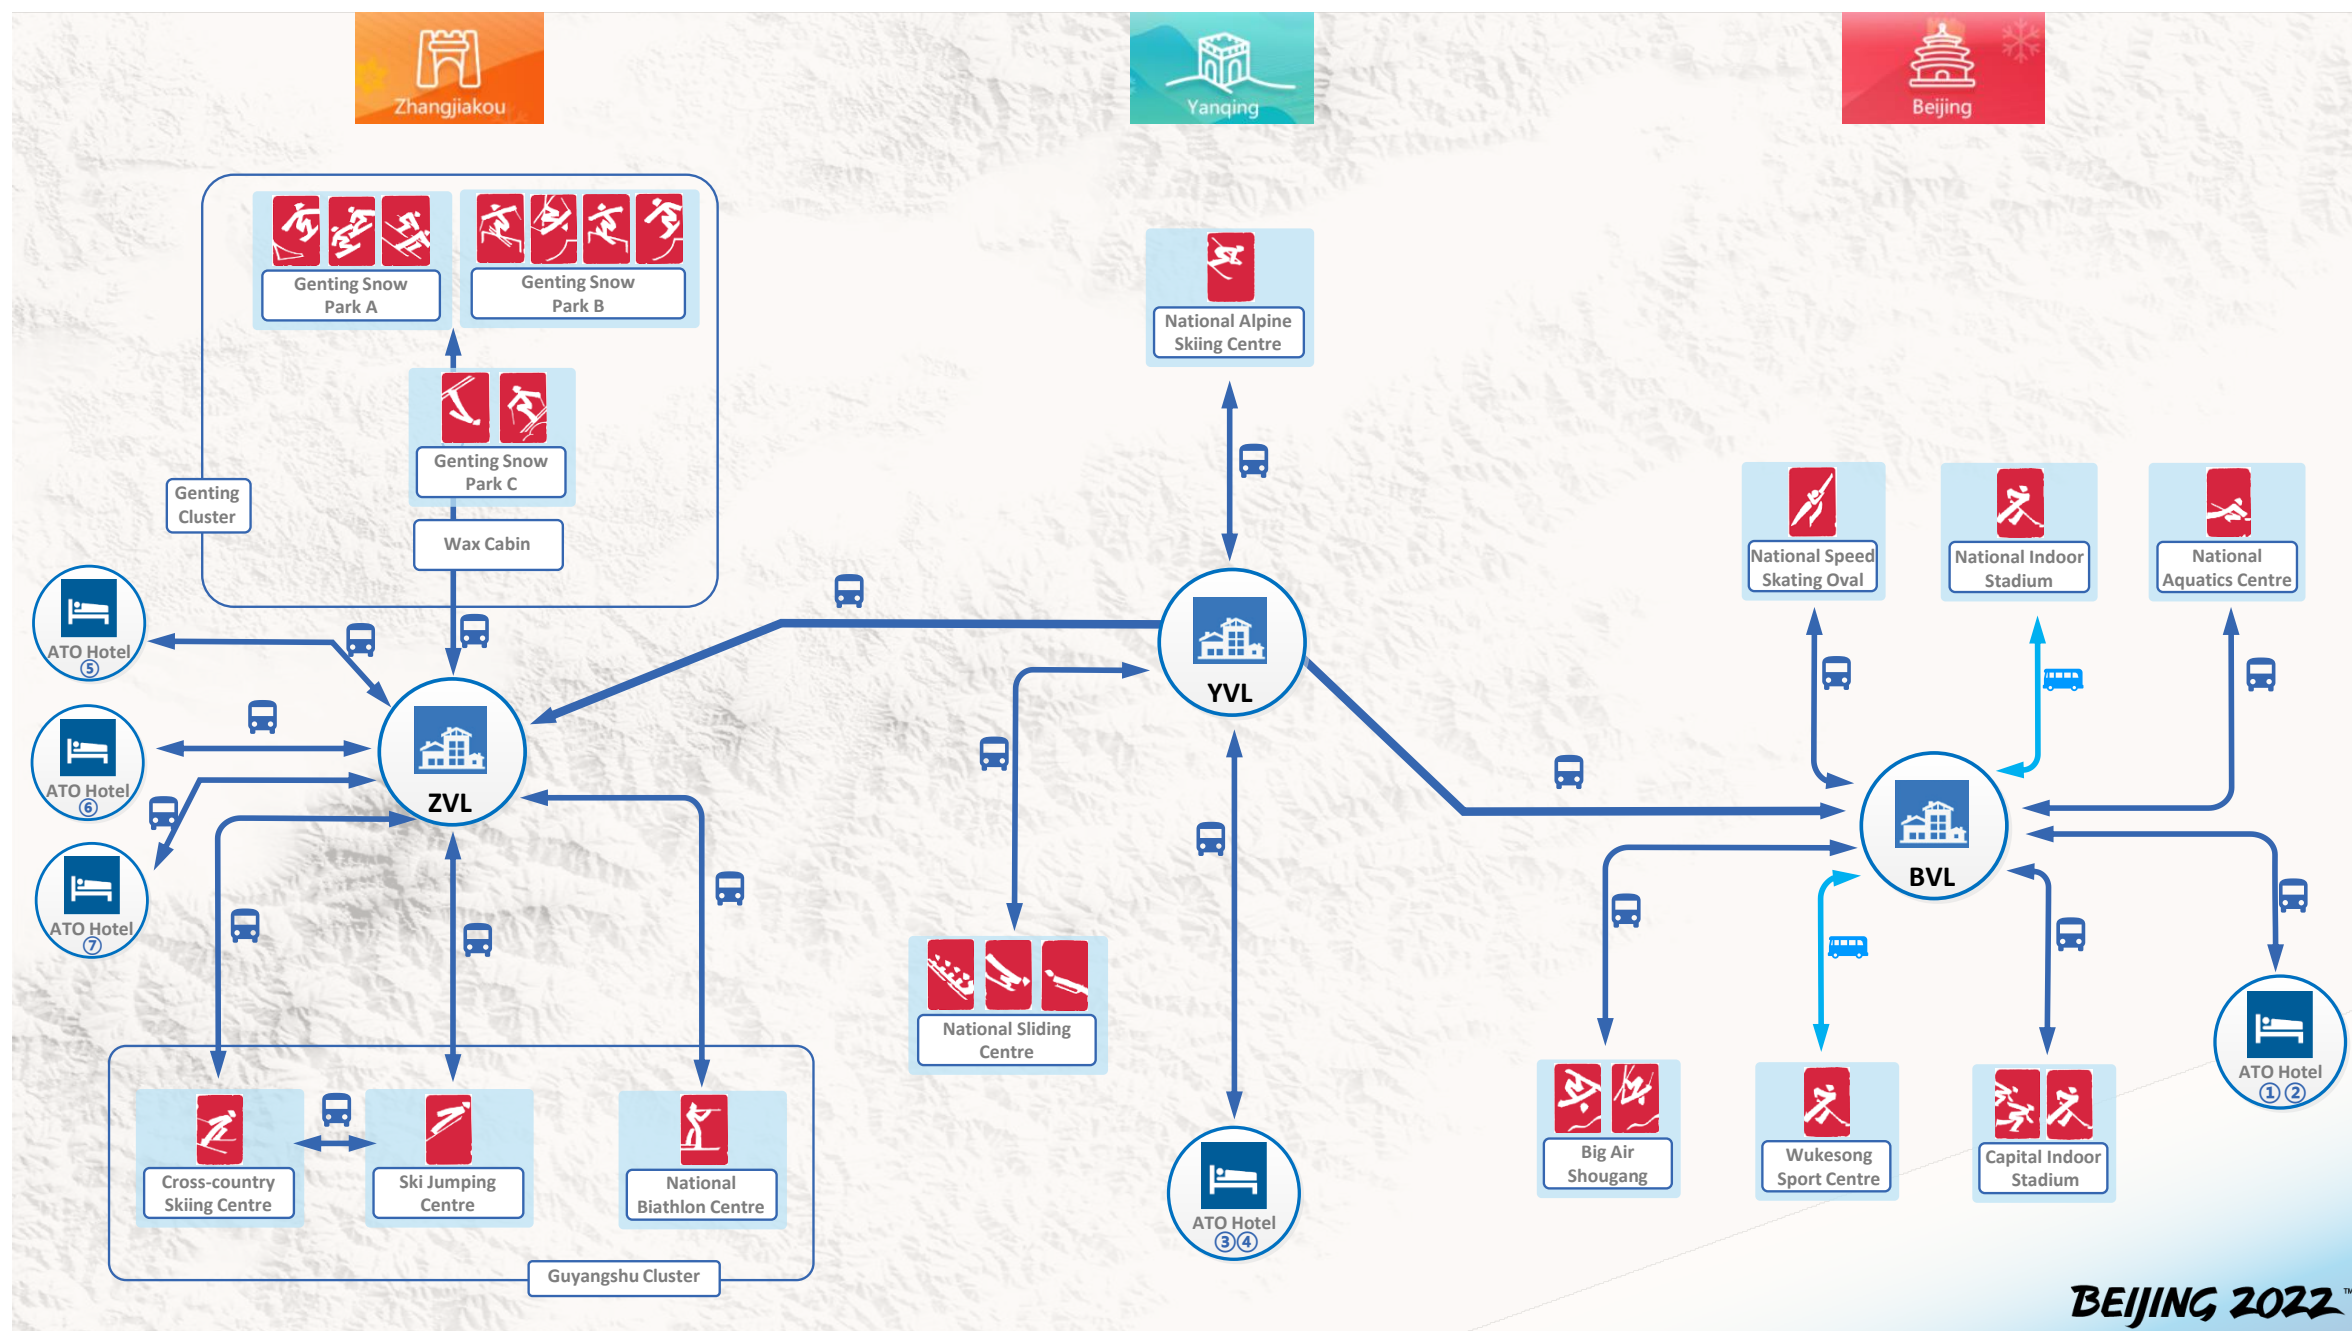 Zhangjiakou
Yanqing
Beijing
Genting Snow
Park A
Genting Snow
Park B
National Alpine
Skiing Centre
Genting Snow
Park C
Genting
Cluster
Wax Cabin
National Speed
Skating Oval
National Indoor
Stadium
National
Aquatics Centre
ATO Hotel
⑤
YVL
ATO Hotel
⑥
ZVL
BVL
ATO Hotel
⑦
National Sliding
Centre
ATO Hotel
①②
Cross-country
Skiing Centre
Ski Jumping
Centre
National
Biathlon Centre
Big Air
Shougang
Wukesong
Sport Centre
Capital Indoor
Stadium
ATO Hotel
③④
Guyangshu Cluster
BEIJING 2022™